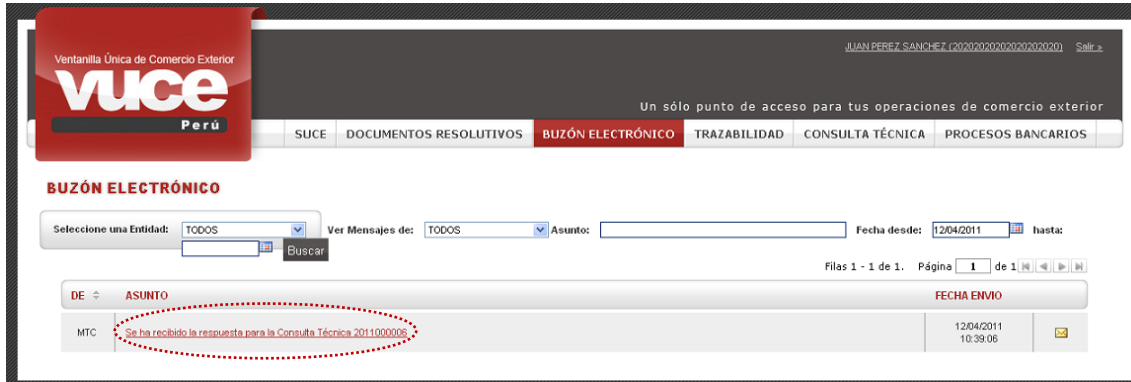 Ventanilla Única de Comercio Exterior
vuce
Perú
JUAN PEREZ SANCHEZ (20202020202020202020) Salir »
Un sólo punto de acceso para tus operaciones de comercio exterior
SUCE DOCUMENTOS RESOLUTIVOS BUZÓN ELECTRÓNICO TRAZABILIDAD CONSULTA TÉCNICA PROCESOS BANCARIOS
BUZÓN ELECTRÓNICO
Seleccione una Entidad: TODOS Ver Mensajes de: TODOS Asunto: Fecha desde: 12/04/2011 hasta:
Buscar
Filas 1 - 1 de 1. Página 1 de 1
DE ASUNTO FECHA ENVIO
MTC Se ha recibido la respuesta para la Consulta Técnica 2011000006 12/04/2011
10:39:06